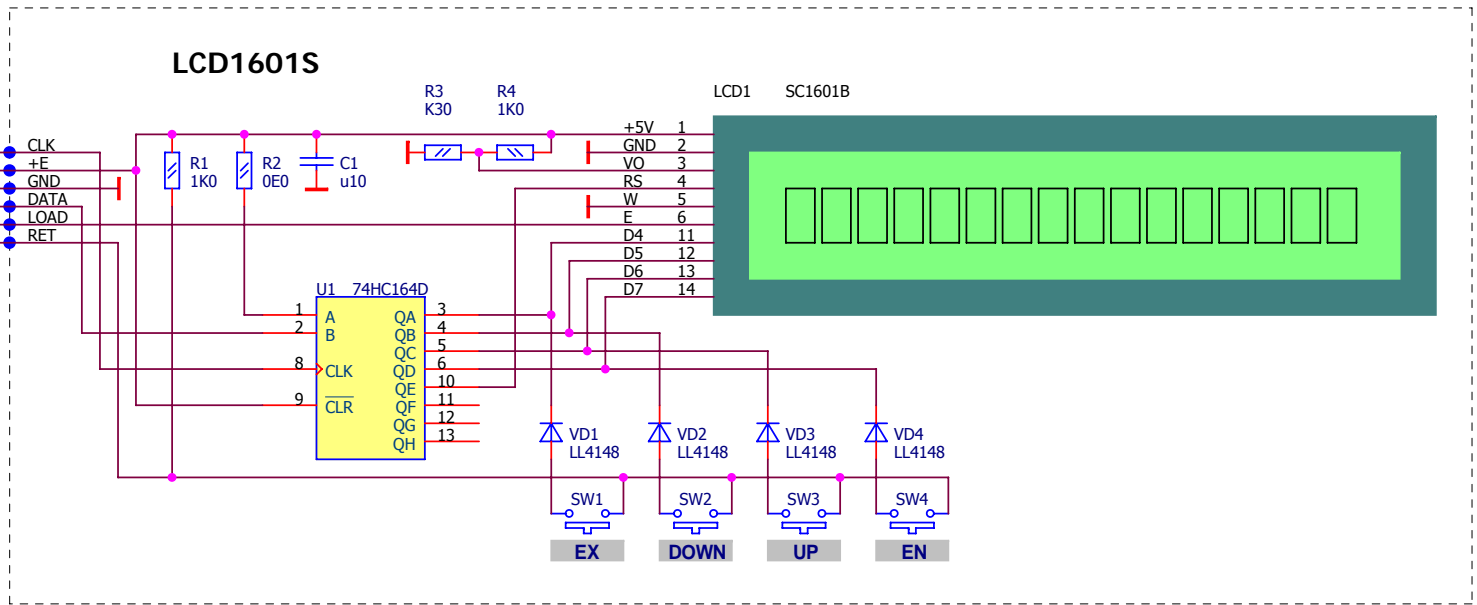 LCD1601S
R3
K30
R4
1K0
LCD1 SC1601B
CLK
+E
GND
DATA
LOAD
RET
R1
1K0
R2
0E0
C1
u10
+5V 1
GND 2
VO 3
RS 4
W 5
E 6
D4 11
D5 12
D6 13
D7 14
U1 74HC164D
1 A
2 B
8 CLK
9 CLR
QA 3
QB 4
QC 5
QD 6
QE 10
QF 11
QG 12
QH 13
VD1
LL4148
VD2
LL4148
VD3
LL4148
VD4
LL4148
SW1
SW2
SW3
SW4
EX
DOWN
UP
EN